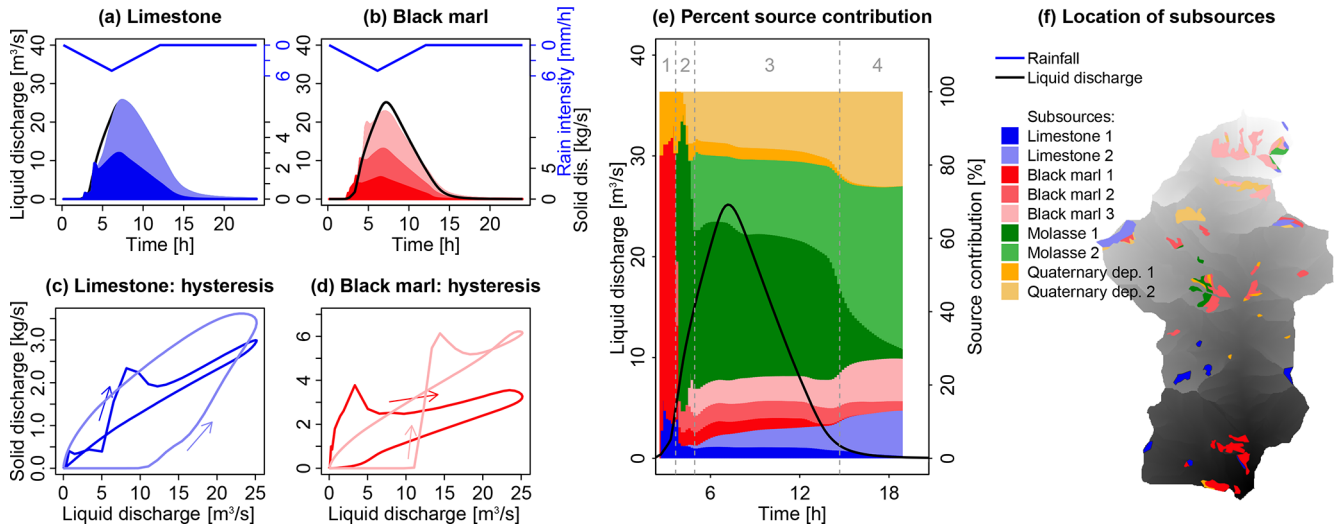 (a) Limestone
Liquid discharge [m³/s]
0 10 20 30 40
0 2 4
6 0
0 5 10 15 20
Time [h]
(b) Black marl
0 10 20 30 40
0 5
6 0
Rain intensity [mm/h]
Solid dis. [kg/s]
0 5 10 15 20
Time [h]
(c) Limestone: hysteresis
Solid discharge [kg/s]
0.0 1.0 2.0 3.0
0 5 10 15 20 25
Liquid discharge [m³/s]
(d) Black marl: hysteresis
0 2 4 6
0 5 10 15 20 25
Liquid discharge [m³/s]
(e) Percent source contribution
1 2 3 4
Liquid discharge [m³/s]
0 10 20 30 40
Source contribution [%]
0 20 40 60 80 100
6 12 18
Time [h]
(f) Location of subsources
Rainfall
Liquid discharge
Subsources:
Limestone 1
Limestone 2
Black marl 1
Black marl 2
Black marl 3
Molasse 1
Molasse 2
Quaternary dep. 1
Quaternary dep. 2